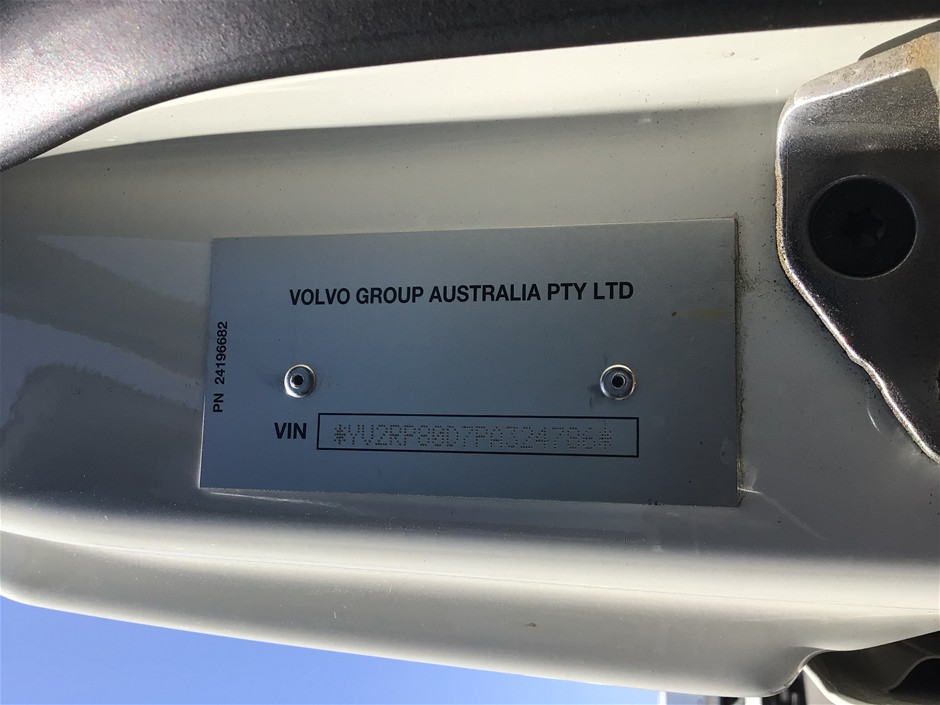 VOLVO GROUP AUSTRALIA PTY LTD
PN 24196682
VIN *YV2RP80D7PA324786*